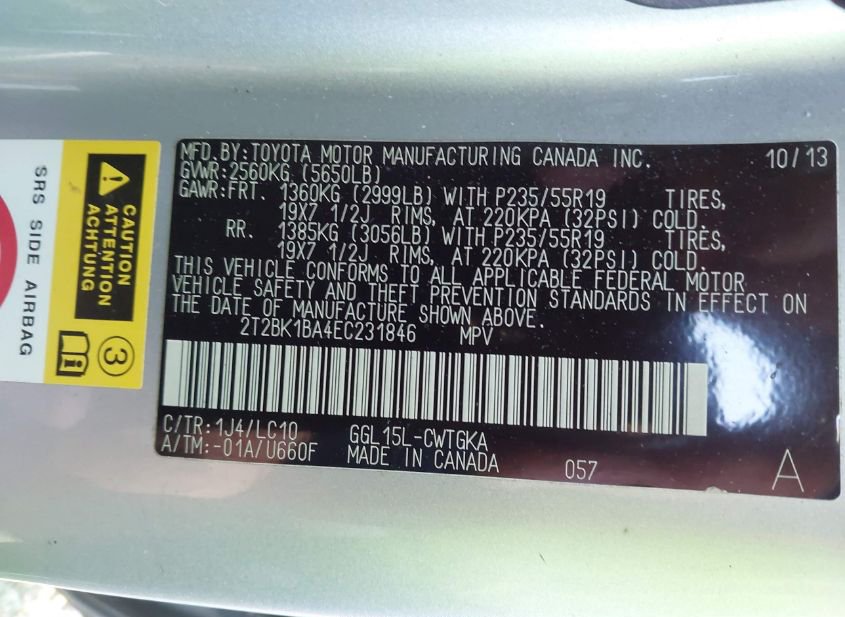 MFD.BY:TOYOTA MOTOR MANUFACTURING CANADA INC. 10/13
GVWR:2560KG (5650LB)
GAWR:FRT. 1360KG (2999LB) WITH P235/55R19 TIRES,
19X7 1/2J RIMS, AT 220KPA (32PSI) COLD.
RR. 1385KG (3056LB) WITH P235/55R19 TIRES,
19X7 1/2J RIMS, AT 220KPA (32PSI) COLD.
THIS VEHICLE CONFORMS TO ALL APPLICABLE FEDERAL MOTOR
VEHICLE SAFETY AND THEFT PREVENTION STANDARDS IN EFFECT ON
THE DATE OF MANUFACTURE SHOWN ABOVE.
2T2BK1BA4EC231846 MPV
C/TR:1J4/LC10 GGL15L-CWTGKA
A/TM:-01A/U660F MADE IN CANADA 057 A
CAUTION
ATTENTION
ACHTUNG
3
SRS SIDE AIRBAG